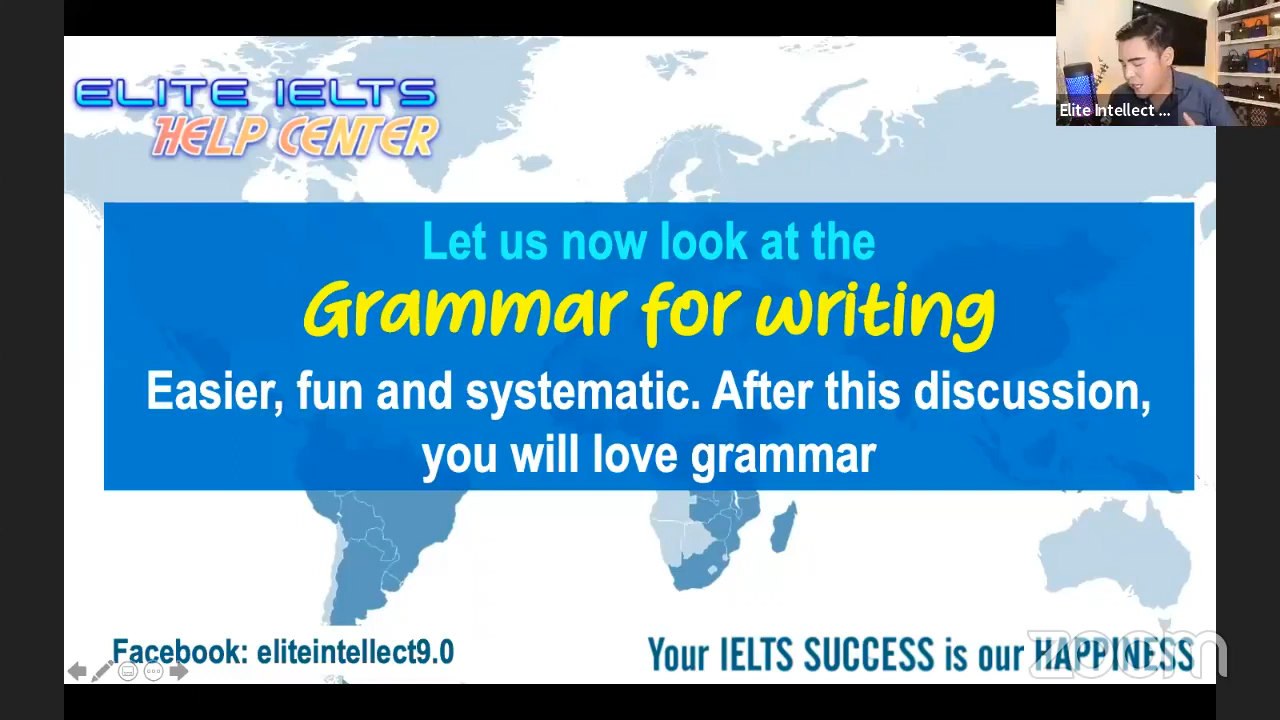 Elite Intellect ...
ELITE IELTS
HELP CENTER
Let us now look at the
Grammar for writing
Easier, fun and systematic. After this discussion,
you will love grammar
Facebook: eliteintellect9.0
Your IELTS SUCCESS is our HAPPINESS
zoom